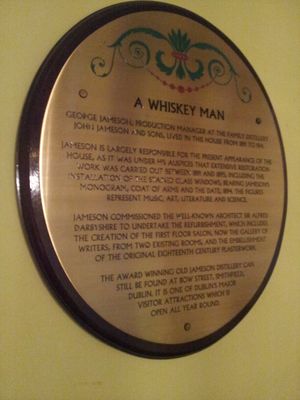 A WHISKEY MAN
GEORGE JAMESON, PRODUCTION MANAGER AT THE FAMILY DISTILLERY
JOHN JAMESON AND SONS, LIVED IN THIS HOUSE FROM 1891 TO 1914.
JAMESON IS LARGELY RESPONSIBLE FOR THE PRESENT APPEARANCE OF THE
HOUSE, AS IT WAS UNDER HIS AUSPICES THAT EXTENSIVE RESTORATION
WORK WAS CARRIED OUT BETWEEN 1891 AND 1895, INCLUDING THE
INSTALLATION OF THE STAINED GLASS WINDOWS, BEARING JAMESON'S
MONOGRAM, COAT OF ARMS AND THE DATE, 1894. THE FIGURES
REPRESENT MUSIC, ART, LITERATURE AND SCIENCE.
JAMESON COMMISSIONED THE WELL-KNOWN ARCHITECT SIR ALFRED
DARBYSHIRE TO UNDERTAKE THE REFURBISHMENT, WHICH INCLUDED,
THE CREATION OF THE FIRST FLOOR SALON, NOW THE GALLERY OF
WRITERS, FROM TWO EXISTING ROOMS, AND THE EMBELLISHMENT
OF THE ORIGINAL EIGHTEENTH CENTURY PLASTERWORK.
THE AWARD WINNING OLD JAMESON DISTILLERY CAN
STILL BE FOUND AT BOW STREET, SMITHFIELD,
DUBLIN. IT IS ONE OF DUBLIN'S MAJOR
VISITOR ATTRACTIONS WHICH IS
OPEN ALL YEAR ROUND.